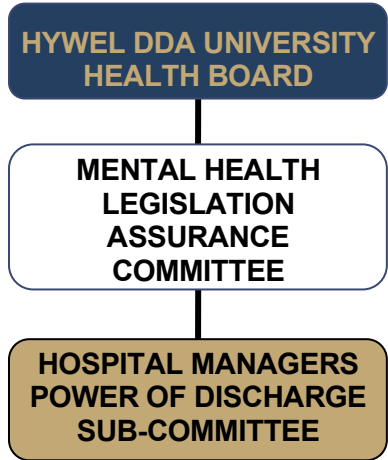 HYWEL DDA UNIVERSITY
HEALTH BOARD
MENTAL HEALTH
LEGISLATION
ASSURANCE
COMMITTEE
HOSPITAL MANAGERS
POWER OF DISCHARGE
SUB-COMMITTEE